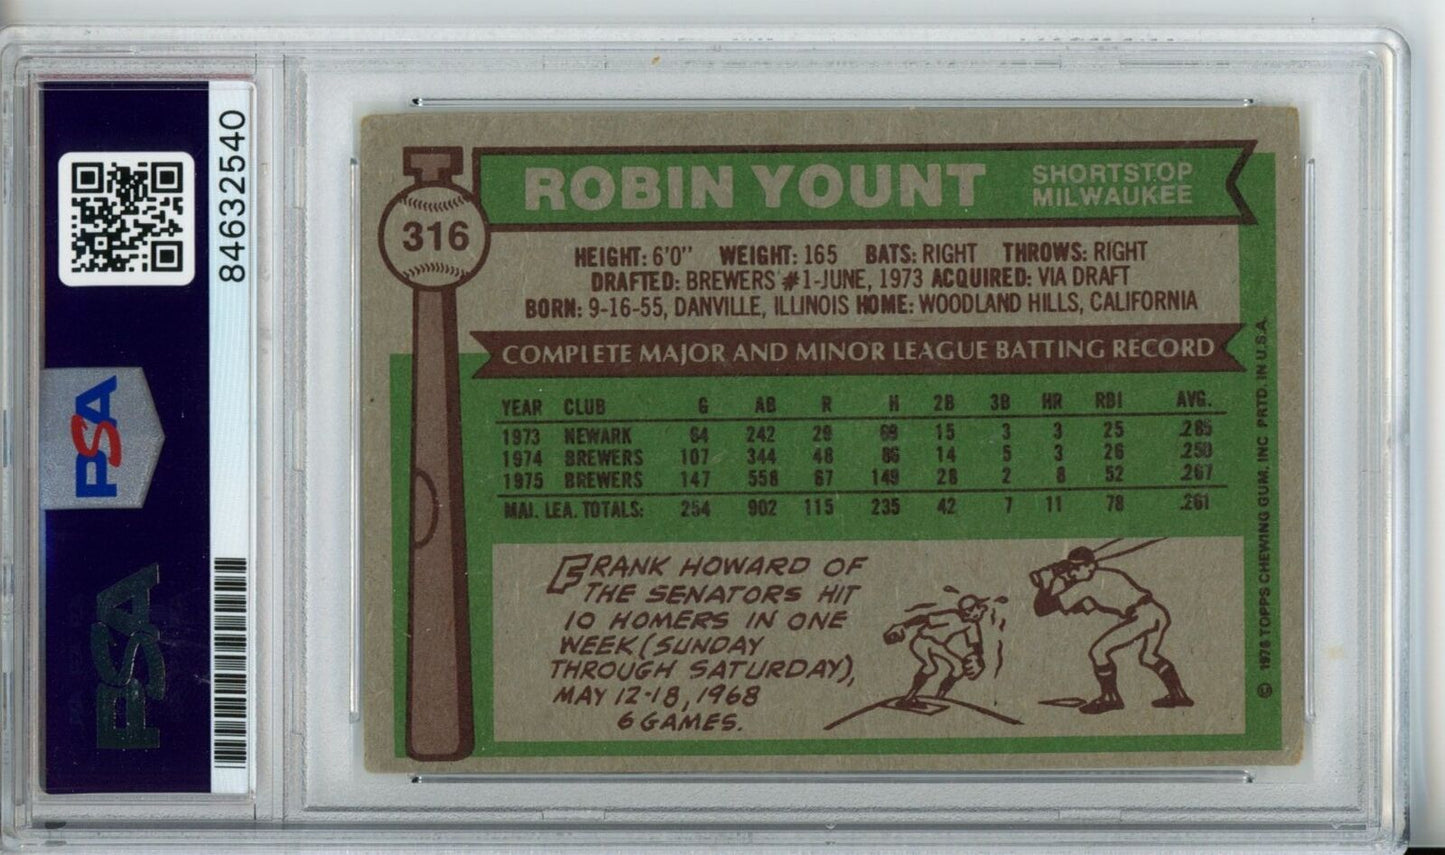 84632540
PSA
PSA
316
ROBIN YOUNT
SHORTSTOP
MILWAUKEE
HEIGHT: 6'0" WEIGHT: 165 BATS: RIGHT THROWS: RIGHT
DRAFTED: BREWERS #1-JUNE, 1973 ACQUIRED: VIA DRAFT
BORN: 9-16-55, DANVILLE, ILLINOIS HOME: WOODLAND HILLS, CALIFORNIA
COMPLETE MAJOR AND MINOR LEAGUE BATTING RECORD
YEAR CLUB G AB R H 2B 3B HR RBI AVG.
1973 NEWARK 64 242 29 69 15 3 3 25 .285
1974 BREWERS 107 344 48 86 14 5 3 26 .250
1975 BREWERS 147 558 67 149 28 2 8 52 .267
MAJ. LEA. TOTALS: 254 902 115 235 42 7 11 78 .261
FRANK HOWARD OF
THE SENATORS HIT
10 HOMERS IN ONE
WEEK (SUNDAY
THROUGH SATURDAY),
MAY 12-18, 1968
6 GAMES.
© 1976 TOPPS CHEWING GUM, INC PRTD. IN U.S.A.